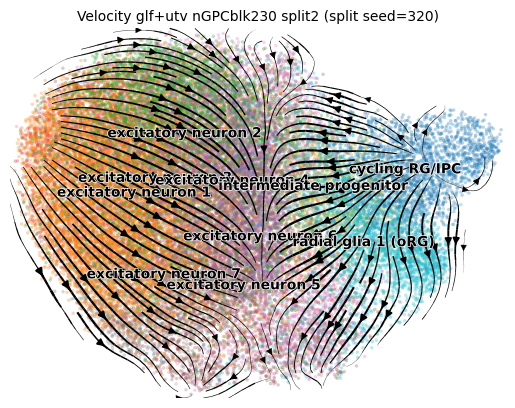 Velocity glf+utv nGPCblk230 split2 (split seed=320)
excitatory neuron 2
cycling RG/IPC
excitatory neuron 4
intermediate progenitor
excitatory neuron 1
excitatory neuron 6
radial glia 1 (oRG)
excitatory neuron 7
excitatory neuron 5